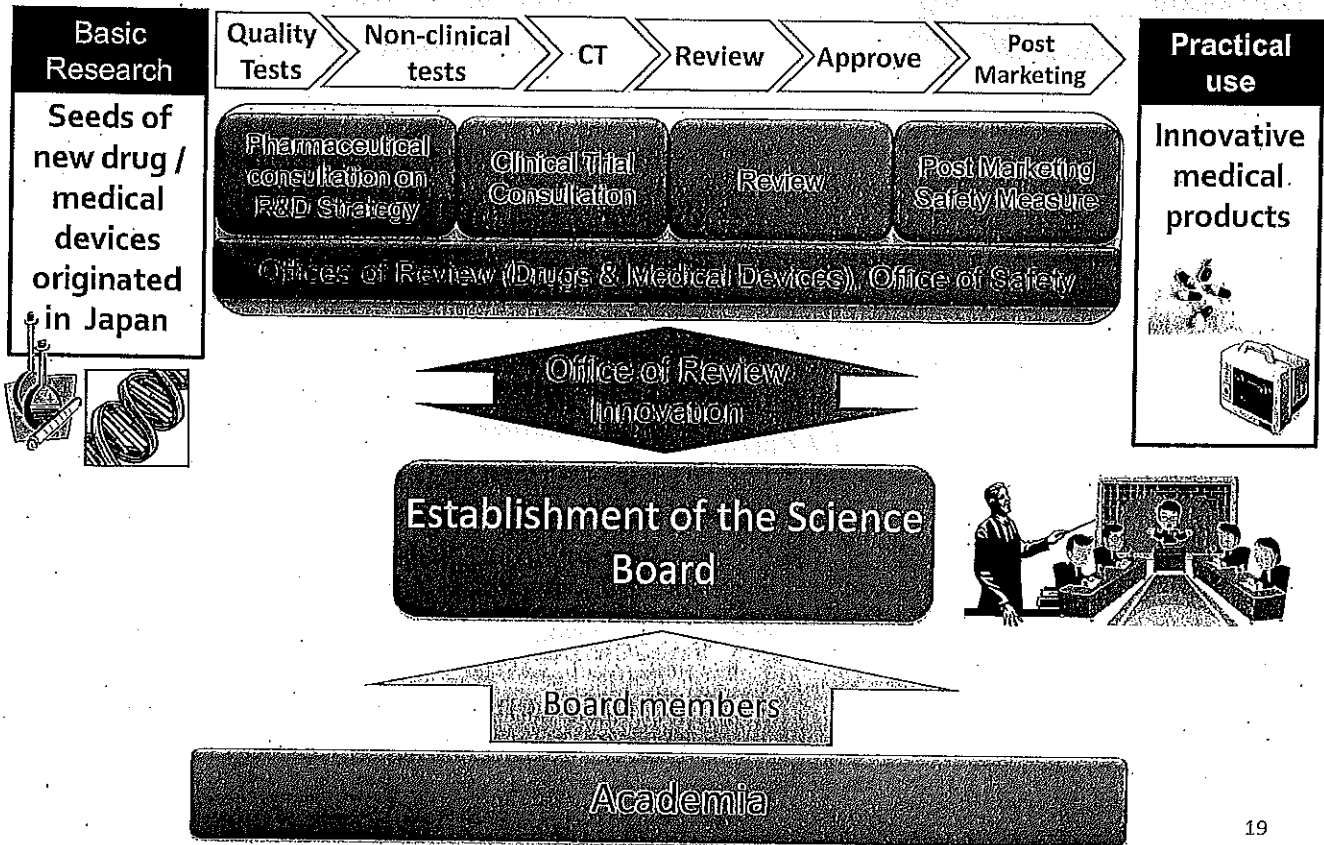 Basic
Research
Seeds of
new drug /
medical
devices
originated
in Japan
Quality
Tests
Non-clinical
tests
CT
Review
Approve
Post
Marketing
Practical
use
Innovative
medical
products
Pharmaceutical
consultation on
R&D Strategy
Clinical Trial
Consultation
Review
Post Marketing
Safety Measure
Offices of Review (Drugs & Medical Devices), Office of Safety
Office of Review
Innovation
Establishment of the Science
Board
Board members
Academia
19